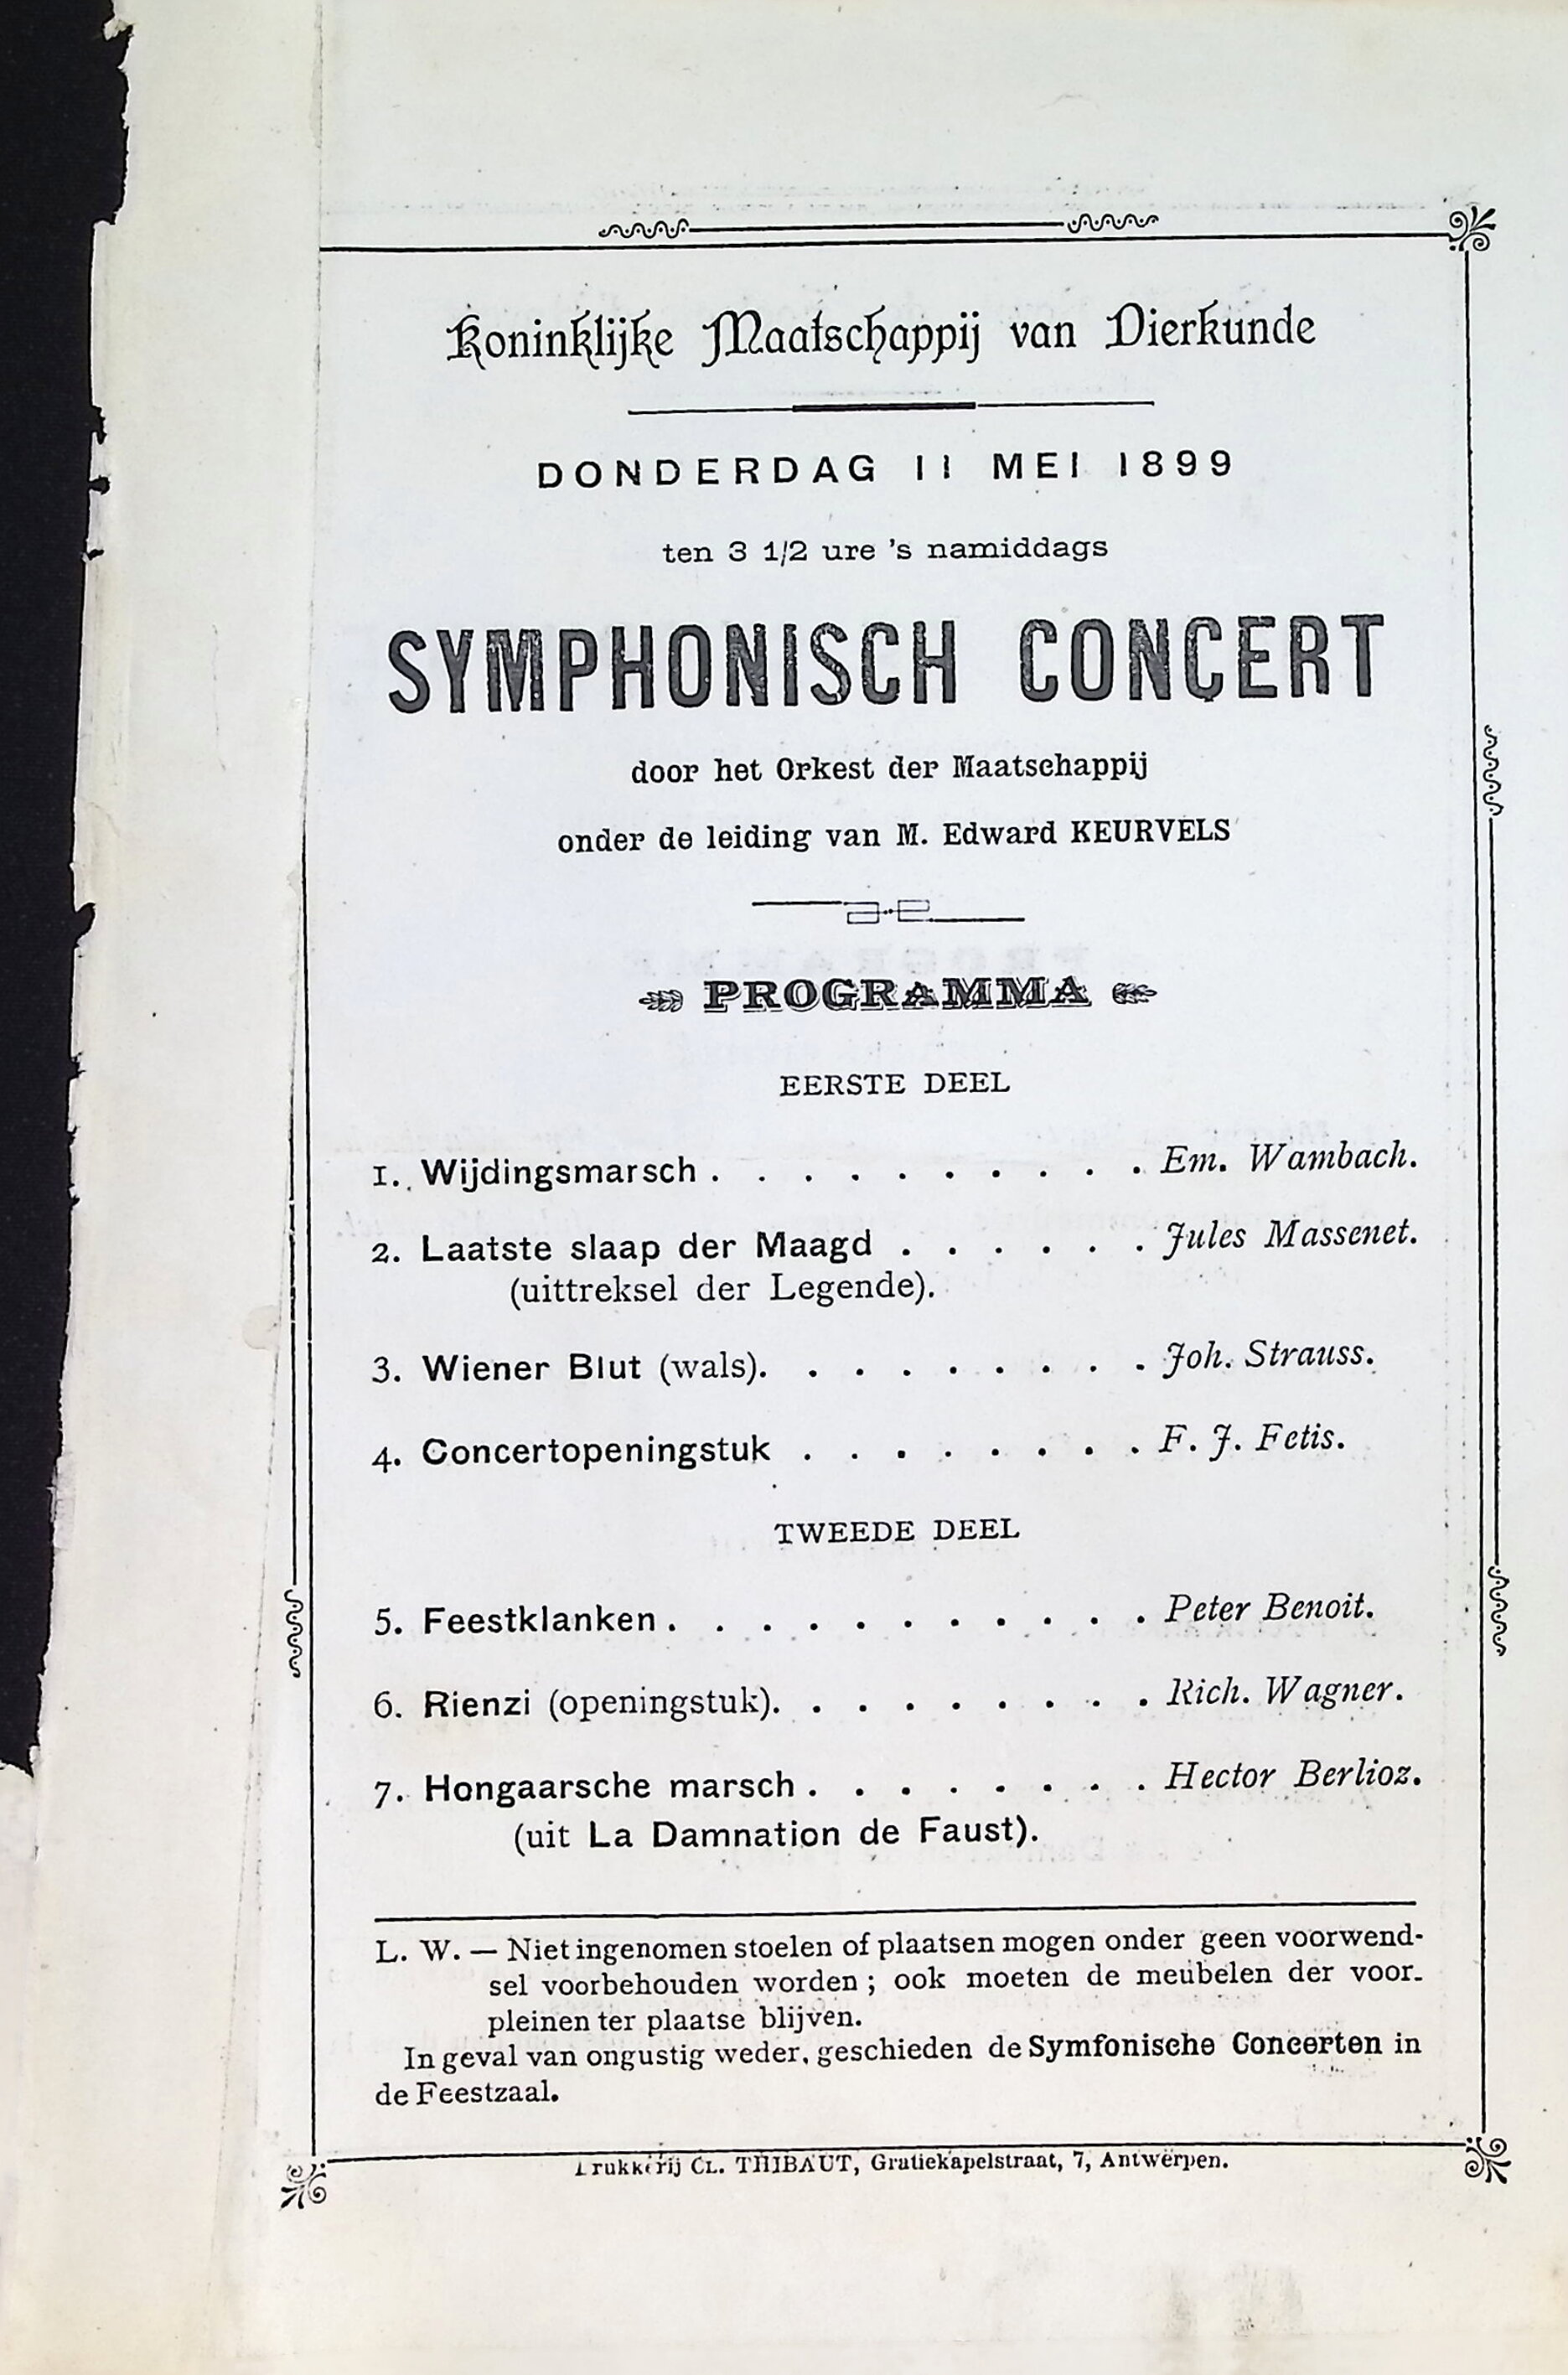 Koninklijke Maatschappij van Dierkunde
DONDERDAG 11 MEI 1899
ten 3 1/2 ure 's namiddags
SYMPHONISCH CONCERT
door het Orkest der Maatschappij
onder de leiding van M. Edward KEURVELS
PROGRAMMA
EERSTE DEEL
1. Wijdingsmarsch . . . . . . . . . . Em. Wambach.
2. Laatste slaap der Maagd . . . . . . Jules Massenet.
(uittreksel der Legende).
3. Wiener Blut (wals). . . . . . . . . Joh. Strauss.
4. Concertopeningstuk . . . . . . . . F. J. Fetis.
TWEEDE DEEL
5. Feestklanken . . . . . . . . . . . Peter Benoit.
6. Rienzi (openingstuk). . . . . . . . . Rich. Wagner.
7. Hongaarsche marsch . . . . . . . . Hector Berlioz.
(uit La Damnation de Faust).
L. W. — Niet ingenomen stoelen of plaatsen mogen onder geen voorwend-
sel voorbehouden worden ; ook moeten de meubelen der voor-
pleinen ter plaatse blijven.
In geval van ongustig weder, geschieden de Symfonische Concerten in
de Feestzaal.
Drukkerij CL. THIBAUT, Gratiekapelstraat, 7, Antwerpen.